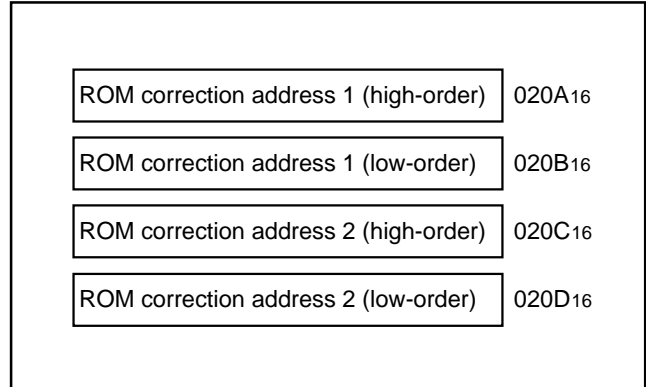 ROM correction address 1 (high-order) 020A16
ROM correction address 1 (low-order) 020B16
ROM correction address 2 (high-order) 020C16
ROM correction address 2 (low-order) 020D16